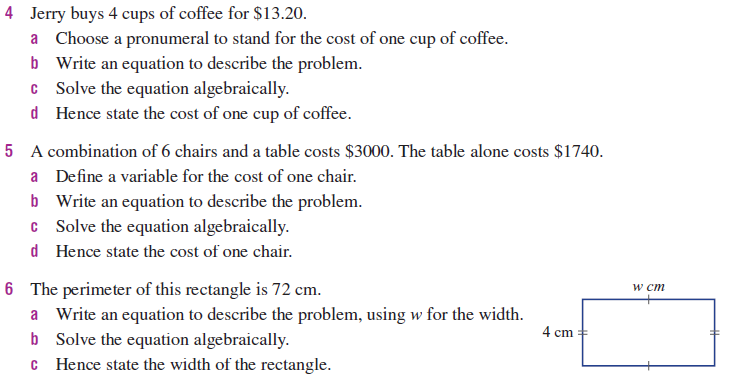 4 Jerry buys 4 cups of coffee for $13.20.
a Choose a pronumeral to stand for the cost of one cup of coffee.
b Write an equation to describe the problem.
c Solve the equation algebraically.
d Hence state the cost of one cup of coffee.
5 A combination of 6 chairs and a table costs $3000. The table alone costs $1740.
a Define a variable for the cost of one chair.
b Write an equation to describe the problem.
c Solve the equation algebraically.
d Hence state the cost of one chair.
6 The perimeter of this rectangle is 72 cm.
a Write an equation to describe the problem, using w for the width.
b Solve the equation algebraically.
c Hence state the width of the rectangle.
w cm
4 cm